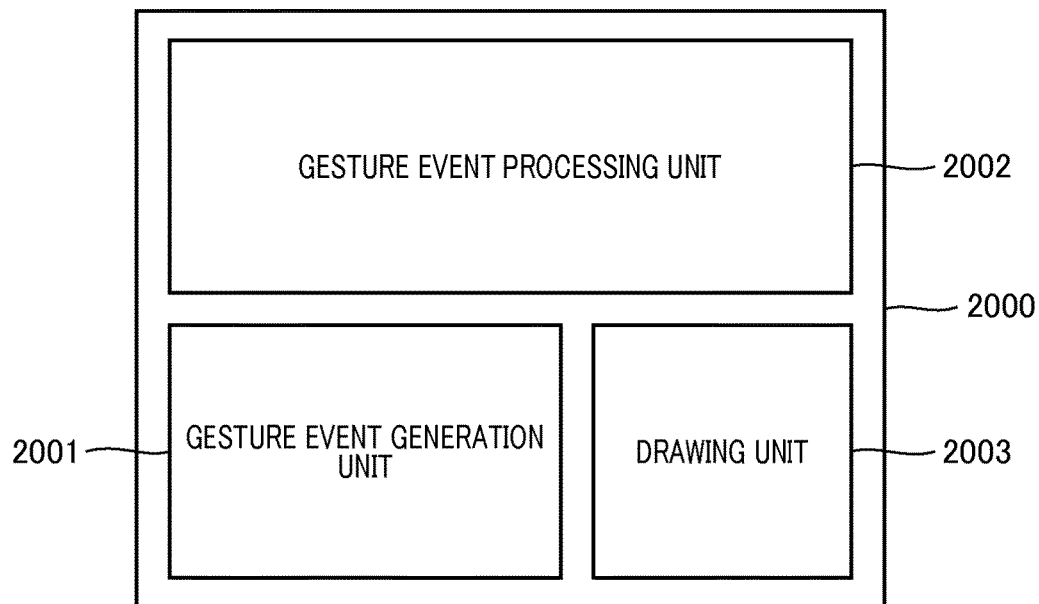 GESTURE EVENT PROCESSING UNIT
2002
2000
2001
GESTURE EVENT GENERATION
UNIT
DRAWING UNIT
2003